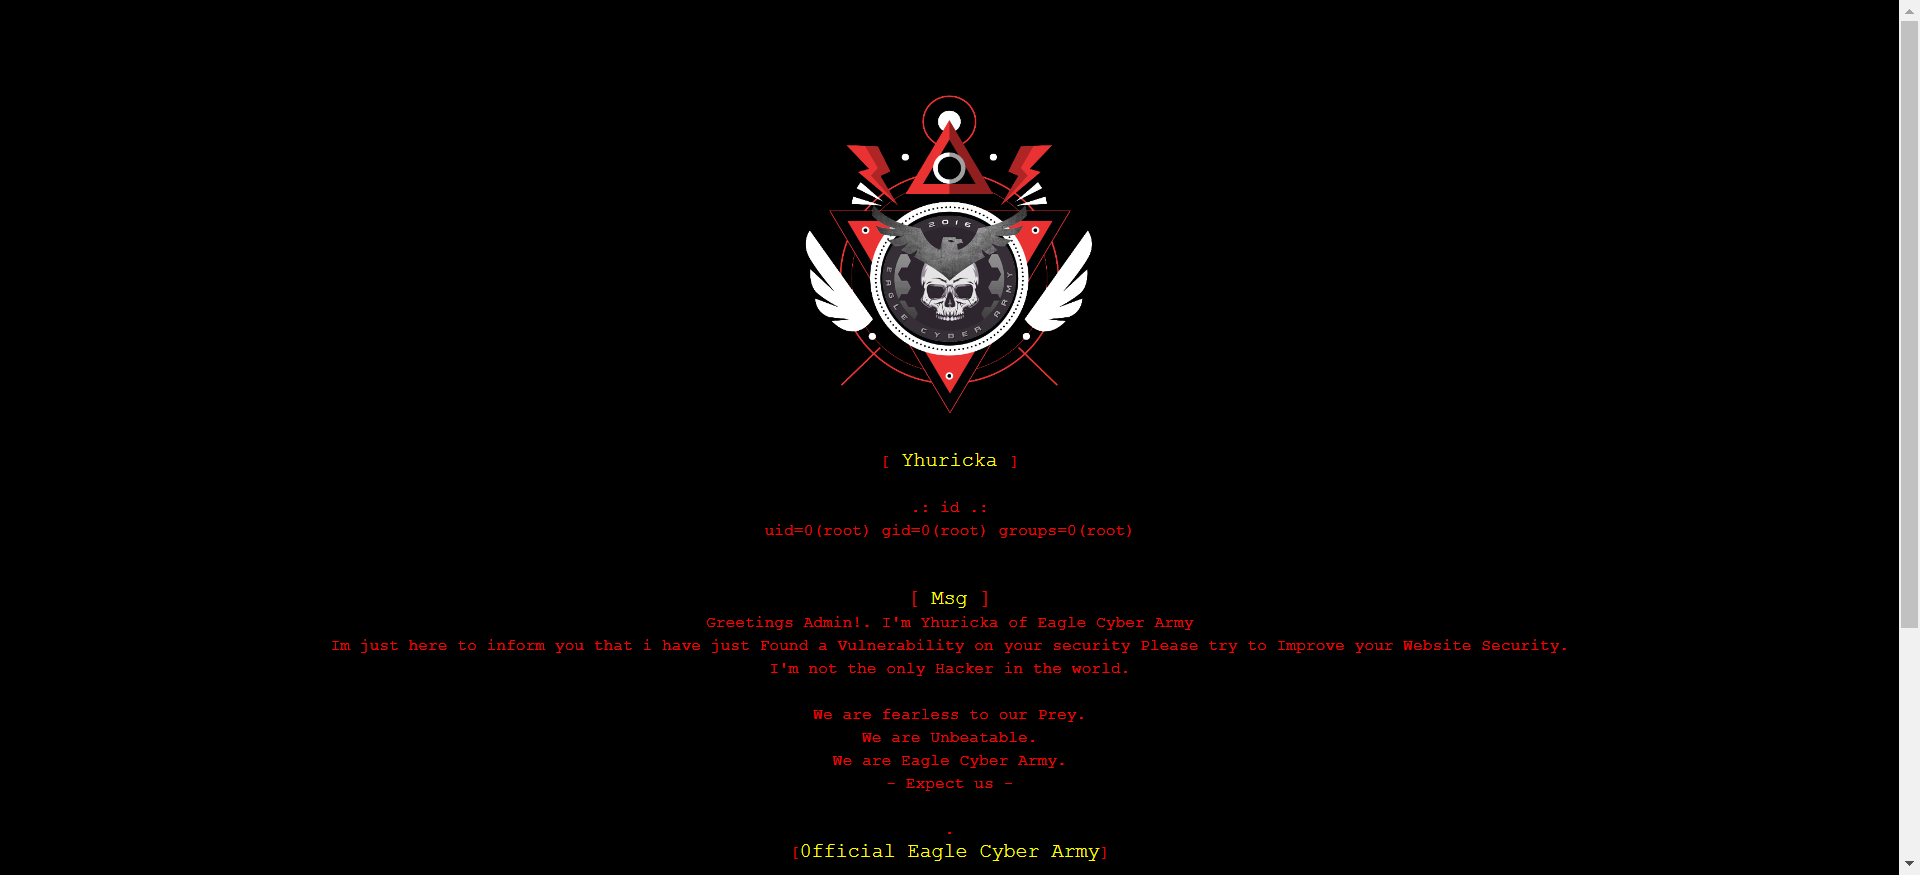 2016
EAGLE CYBER ARMY
[ Yhuricka ]
.: id .:
uid=0(root) gid=0(root) groups=0(root)
[ Msg ]
Greetings Admin!. I'm Yhuricka of Eagle Cyber Army
Im just here to inform you that i have just Found a Vulnerability on your security Please try to Improve your Website Security.
I'm not the only Hacker in the world.
We are fearless to our Prey.
We are Unbeatable.
We are Eagle Cyber Army.
- Expect us -
.
[0fficial Eagle Cyber Army]